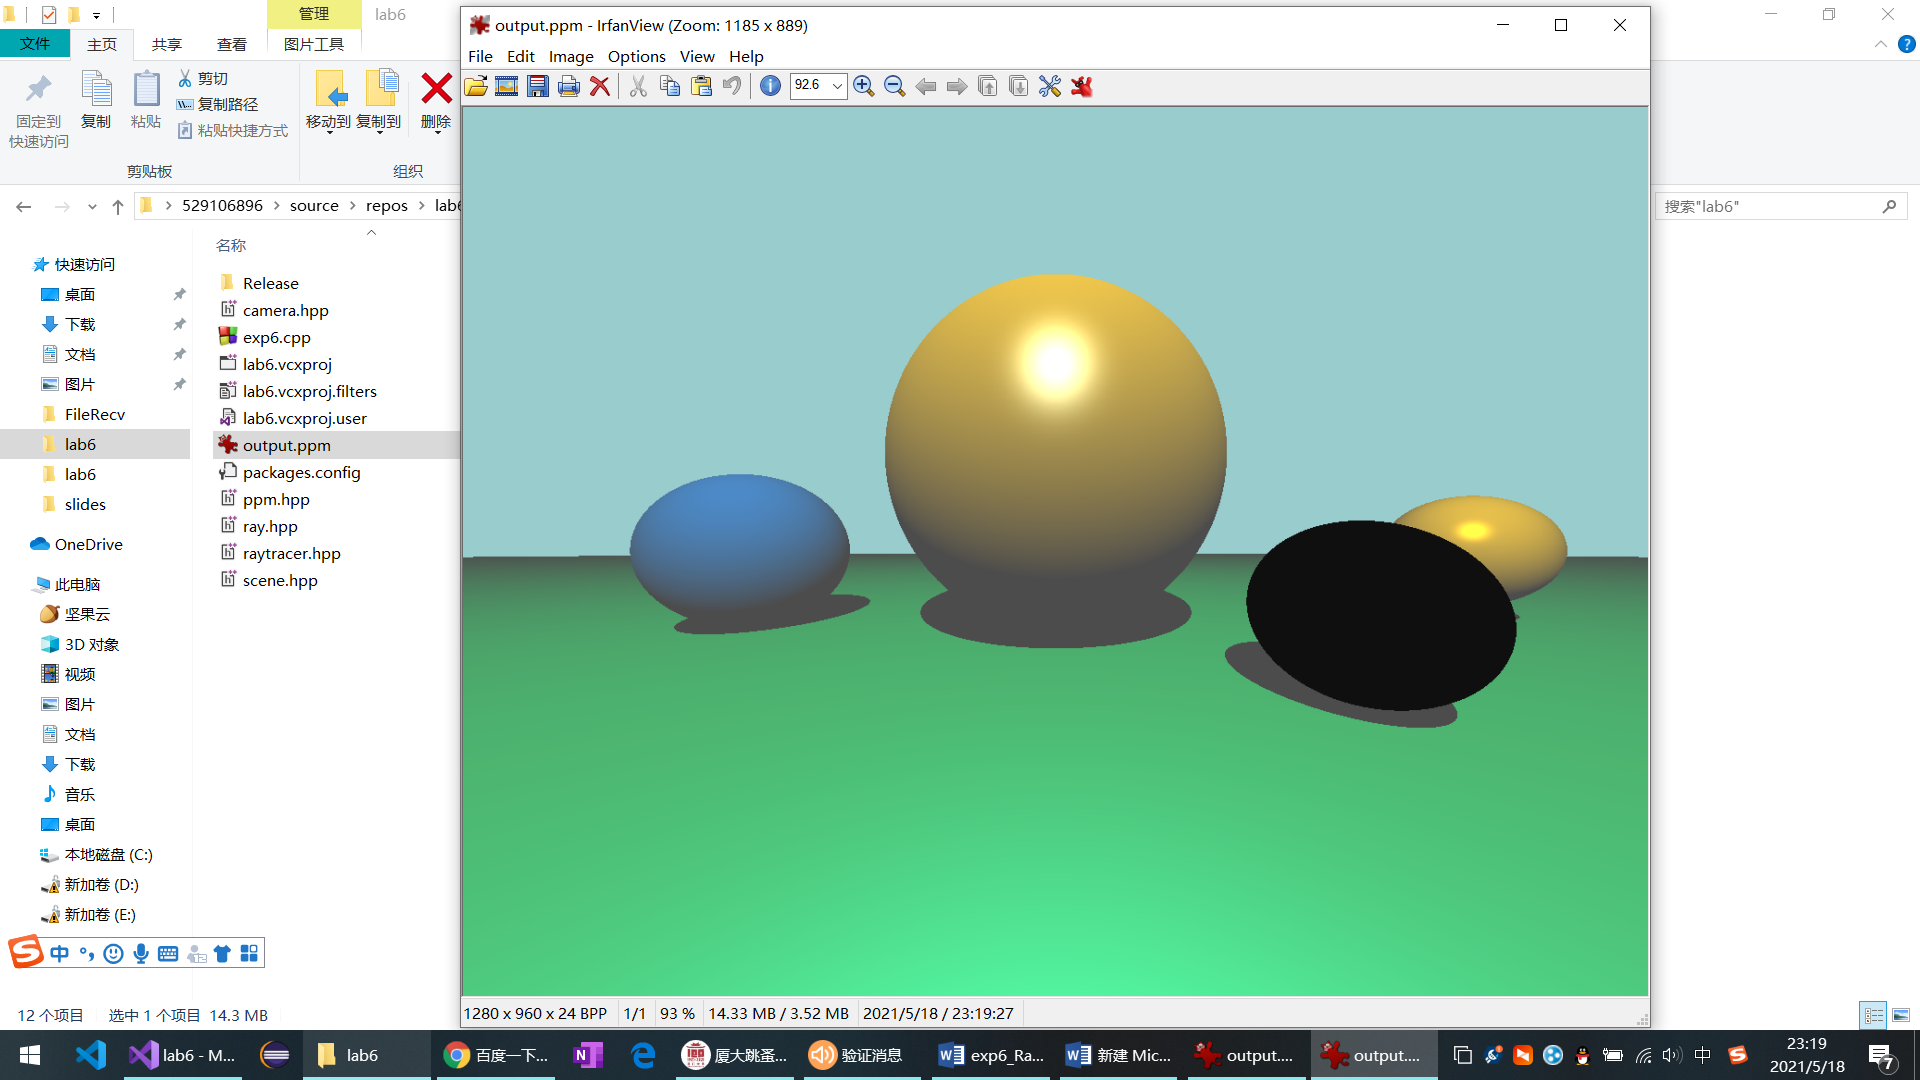 管理
lab6
文件
主页
共享
查看
图片工具
固定到
快速访问
复制
粘贴
剪切
复制路径
粘贴快捷方式
移动到
复制到
删除
剪贴板
组织
529106896
source
repos
lab6
搜索"lab6"
名称
快速访问
桌面
下载
文档
图片
FileRecv
lab6
lab6
slides
OneDrive
此电脑
坚果云
3D 对象
视频
图片
文档
下载
音乐
桌面
本地磁盘 (C:)
新加卷 (D:)
新加卷 (E:)
Release
camera.hpp
exp6.cpp
lab6.vcxproj
lab6.vcxproj.filters
lab6.vcxproj.user
output.ppm
packages.config
ppm.hpp
ray.hpp
raytracer.hpp
scene.hpp
中
12 个项目
选中 1 个项目 14.3 MB
output.ppm - IrfanView (Zoom: 1185 x 889)
File Edit Image Options View Help
92.6
1280 x 960 x 24 BPP
1/1
93 %
14.33 MB / 3.52 MB
2021/5/18 / 23:19:27
lab6 - M...
lab6
百度一下...
厦大跳蚤...
验证消息
exp6_Ra...
新建 Mic...
output....
output....
中
23:19
2021/5/18
7